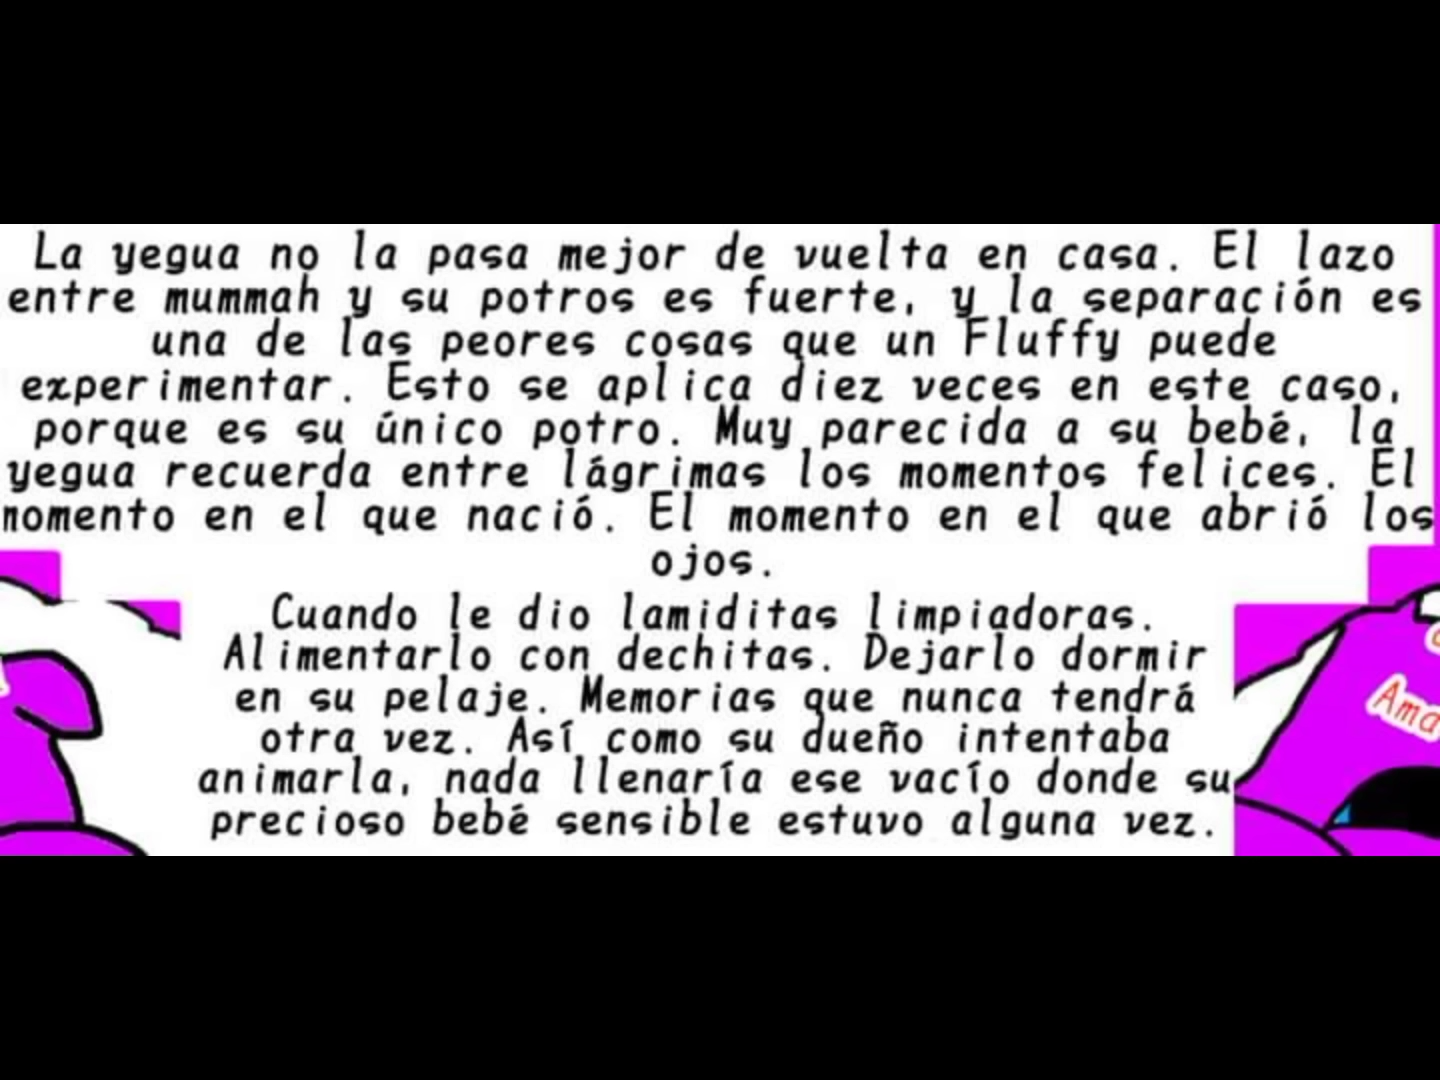 La yegua no la pasa mejor de vuelta en casa. El lazo
entre mummah y su potros es fuerte, y la separación es
una de las peores cosas que un Fluffy puede
experimentar. Esto se aplica diez veces en este caso,
porque es su único potro. Muy parecida a su bebé, la
yegua recuerda entre lágrimas los momentos felices. El
momento en el que nació. El momento en el que abrió los
ojos.
Cuando le dio lamiditas limpiadoras.
Alimentarlo con dechitas. Dejarlo dormir
en su pelaje. Memorias que nunca tendrá
otra vez. Así como su dueño intentaba
animarla, nada llenaría ese vacío donde su
precioso bebé sensible estuvo alguna vez.
Ama